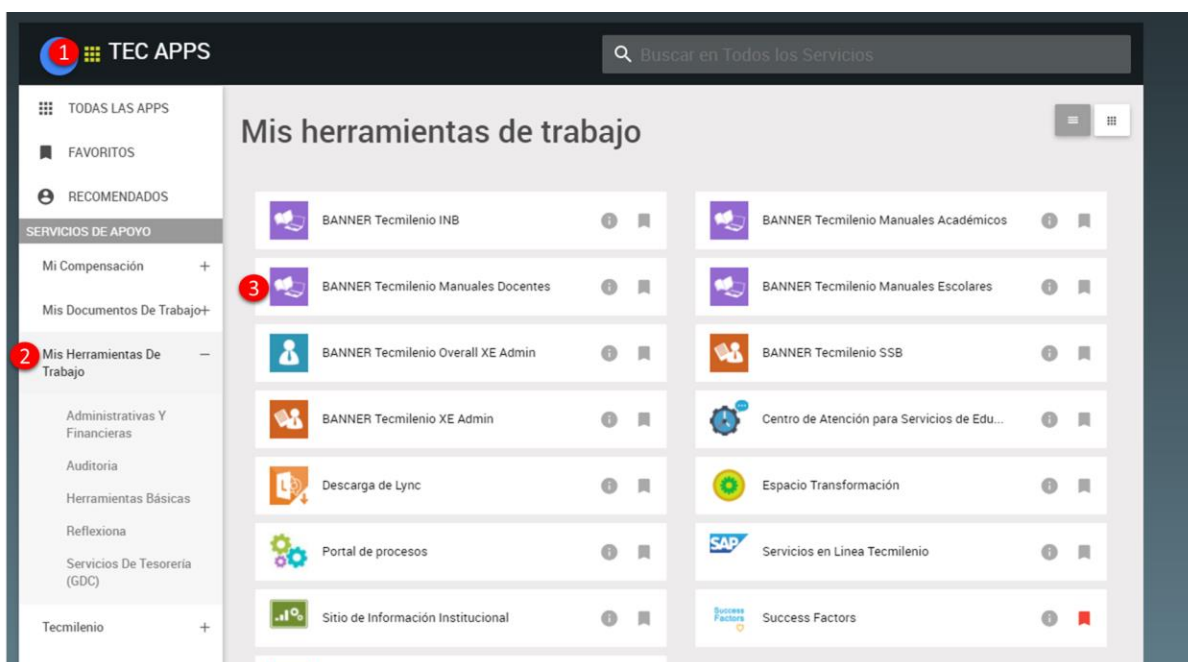 1 TEC APPS
Buscar en Todos los Servicios
TODAS LAS APPS
FAVORITOS
RECOMENDADOS
SERVICIOS DE APOYO
Mi Compensación +
Mis Documentos De Trabajo+
2 Mis Herramientas De
Trabajo
Administrativas Y
Financieras
Auditoria
Herramientas Básicas
Reflexiona
Servicios De Tesorería
(GDC)
Tecmilenio +
Mis herramientas de trabajo
BANNER Tecmilenio INB
BANNER Tecmilenio Manuales Académicos
3 BANNER Tecmilenio Manuales Docentes
BANNER Tecmilenio Manuales Escolares
BANNER Tecmilenio Overall XE Admin
BANNER Tecmilenio SSB
BANNER Tecmilenio XE Admin
Centro de Atención para Servicios de Edu...
Descarga de Lync
Espacio Transformación
Portal de procesos
SAP
Servicios en Linea Tecmilenio
Sitio de Información Institucional
Success
Factors
Success Factors